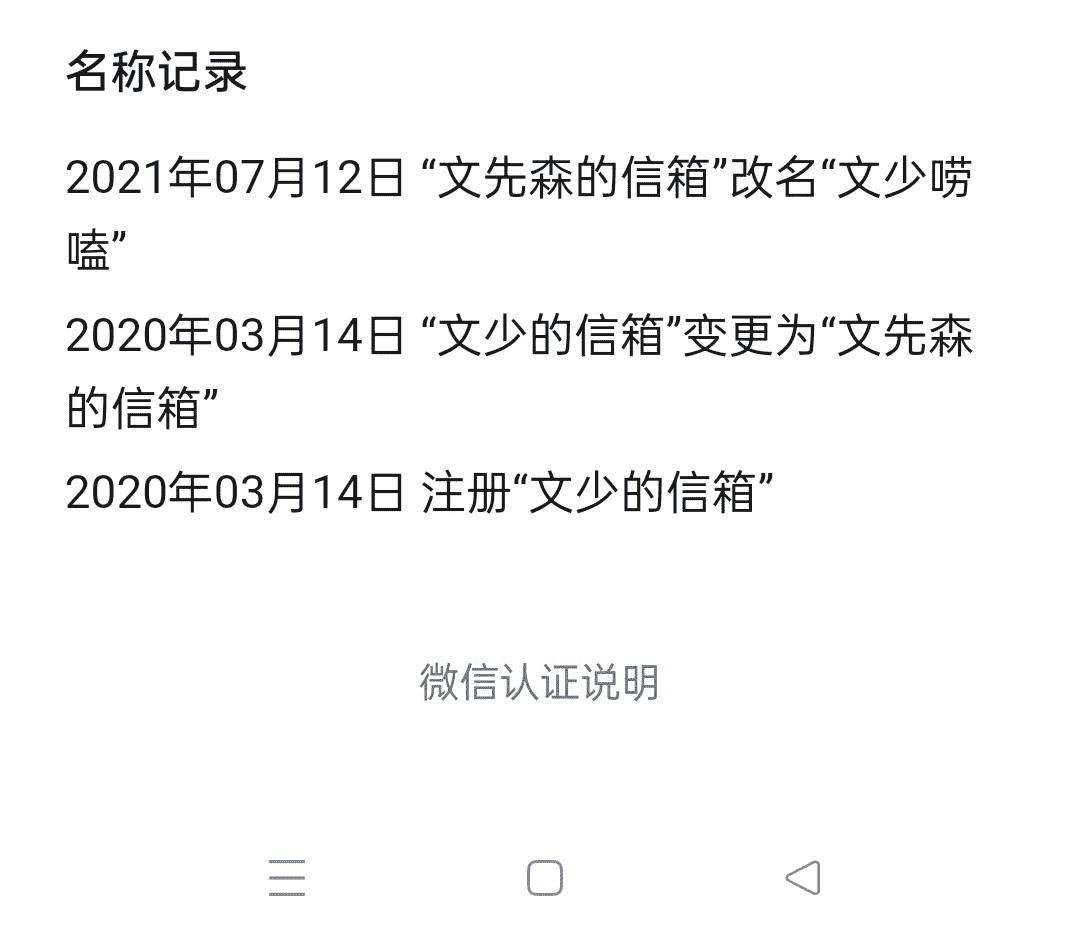 名称记录
2021年07月12日 “文先森的信箱”改名“文少唠
嗑”
2020年03月14日 “文少的信箱”变更为“文先森
的信箱”
2020年03月14日 注册“文少的信箱”
微信认证说明